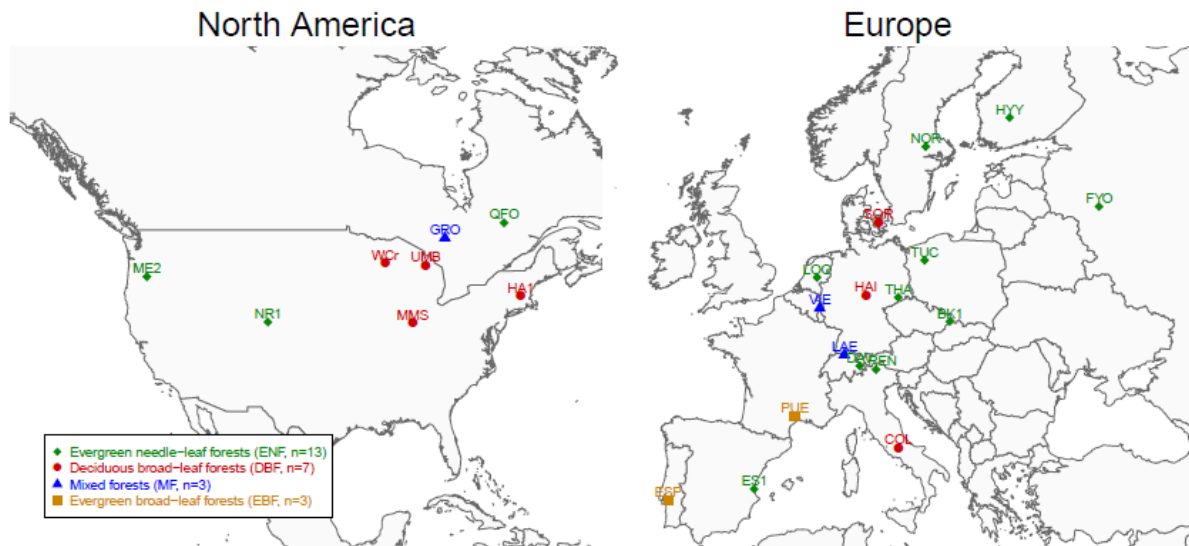 North America
Europe
HYY
NOR
FYO
SOR
QFO
GRO
WCr
UMB
ME2
TUC
LOO
HA1
HAI
THA
VIE
NR1
MMS
BK1
LAE
REN
PUE
COL
ES1
ESP
Evergreen needle−leaf forests (ENF, n=13)
Deciduous broad−leaf forests (DBF, n=7)
Mixed forests (MF, n=3)
Evergreen broad−leaf forests (EBF, n=3)